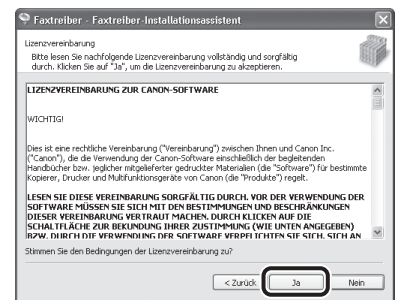 Faxtreiber - Faxtreiber-Installationsassistent
Lizenzvereinbarung
Bitte lesen Sie nachfolgende Lizenzvereinbarung vollständig und sorgfältig
durch. Klicken Sie auf "Ja", um die Lizenzvereinbarung zu akzeptieren.
LIZENZVEREINBARUNG ZUR CANON-SOFTWARE
WICHTIG!
Dies ist eine rechtliche Vereinbarung ("Vereinbarung") zwischen Ihnen und Canon Inc.
("Canon"), die die Verwendung der Canon-Software einschließlich der begleitenden
Handbücher bzw. jeglicher mitgelieferter gedruckter Materialien (die "Software") für bestimmte
Kopierer, Drucker und Multifunktionsgeräte von Canon (die "Produkte") regelt.
LESEN SIE DIESE VEREINBARUNG SORGFÄLTIG DURCH. VOR DER VERWENDUNG DER
SOFTWARE MÜSSEN SIE SICH MIT DEN BESTIMMUNGEN UND BESCHRÄNKUNGEN
DIESER VEREINBARUNG VERTRAUT MACHEN. DURCH KLICKEN AUF DIE
SCHALTFLÄCHE ZUR BEKUNDUNG IHRER ZUSTIMMUNG (WIE UNTEN ANGEGEBEN)
BZW. DURCH DIE VERWENDUNG DER SOFTWARE VERPFLICHTEN SIE SICH, SICH AN
Stimmen Sie den Bedingungen der Lizenzvereinbarung zu?
< Zurück Ja Nein